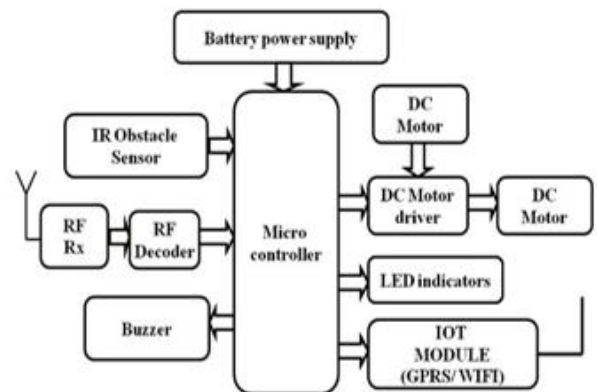 Battery power supply
DC
Motor
IR Obstacle
Sensor
RF
Rx
RF
Decoder
Micro
controller
DC Motor
driver
DC
Motor
LED indicators
Buzzer
IOT
MODULE
(GPRS/ WIFI)